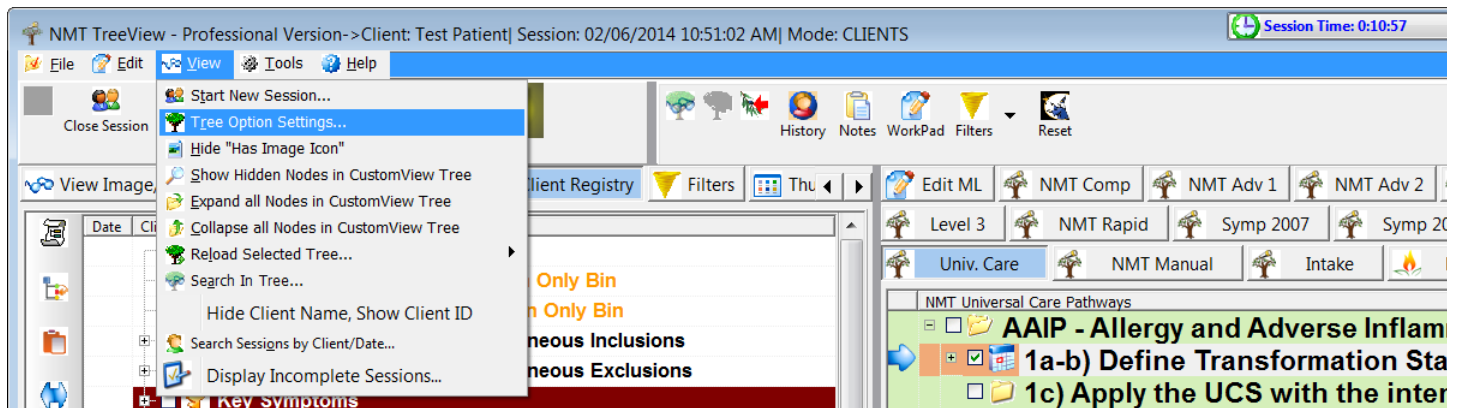 NMT TreeView - Professional Version->Client: Test Patient| Session: 02/06/2014 10:51:02 AM| Mode: CLIENTS
Session Time: 0:10:57
File Edit View Tools Help
Close Session
Start New Session...
Tree Option Settings...
Hide "Has Image Icon"
Show Hidden Nodes in CustomView Tree
Expand all Nodes in CustomView Tree
Collapse all Nodes in CustomView Tree
Reload Selected Tree...
Search In Tree...
Hide Client Name, Show Client ID
Search Sessions by Client/Date...
Display Incomplete Sessions...
History Notes WorkPad Filters Reset
View Image, Client Registry Filters Thu
Date Cli
Only Bin
n Only Bin
neous Inclusions
neous Exclusions
Key Symptoms
Edit ML NMT Comp NMT Adv 1 NMT Adv 2
Level 3 NMT Rapid Symp 2007 Symp 20
Univ. Care NMT Manual Intake
NMT Universal Care Pathways
AAIP - Allergy and Adverse Inflam
1a-b) Define Transformation Sta
1c) Apply the UCS with the inter